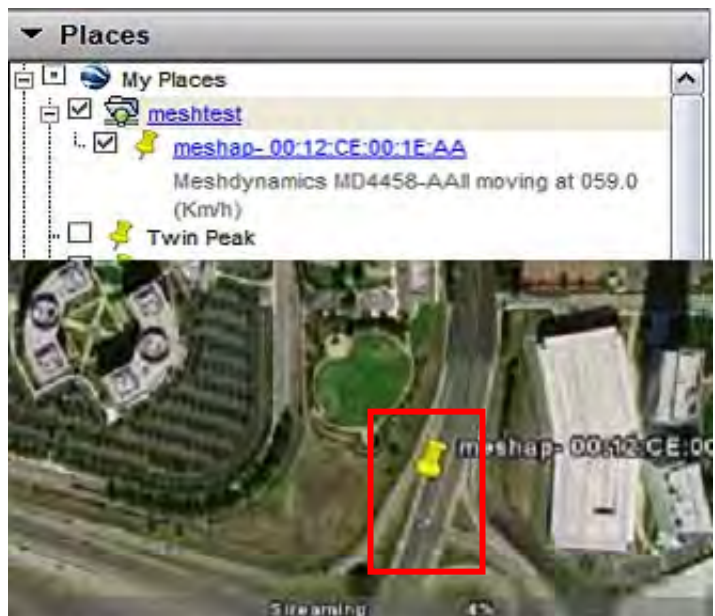 Places
My Places
meshtest
meshap- 00:12:CE:00:1E:AA
Meshdynamics MD4458-AAII moving at 059.0
(Km/h)
Twin Peak
meshap- 00:12:CE:00
Streaming 4%